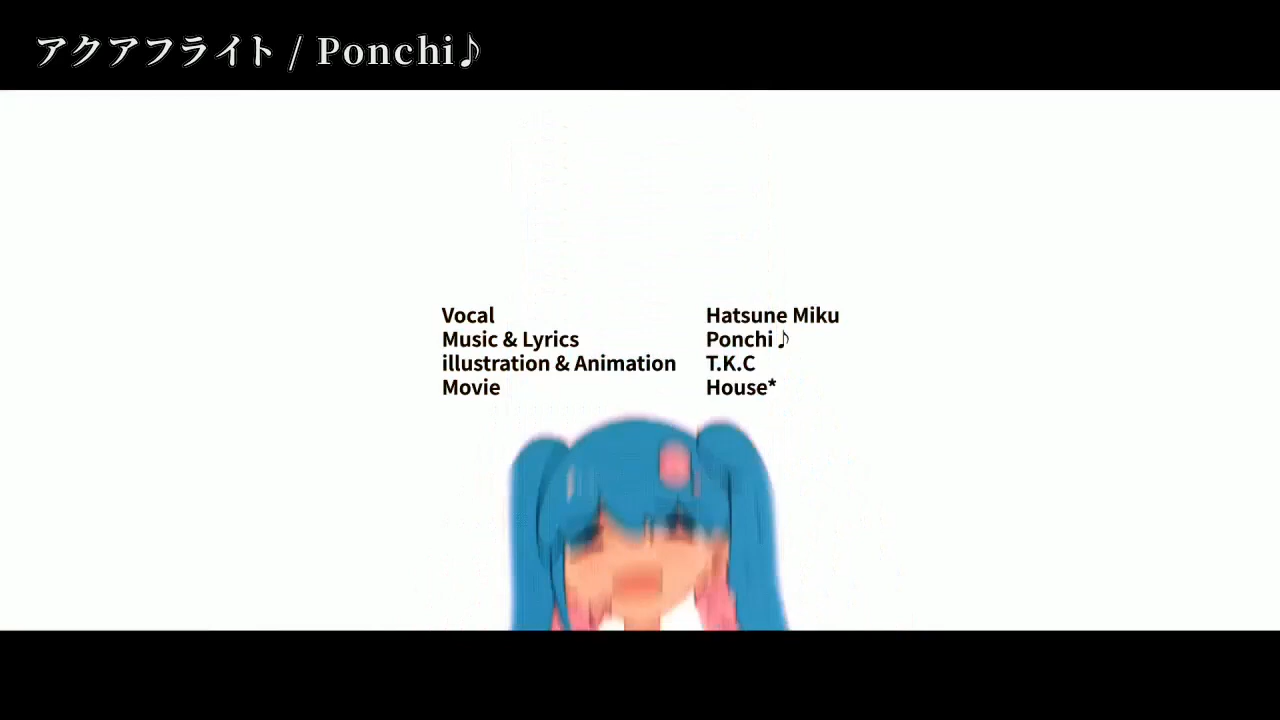 アクアフライト / Ponchi♪
Vocal Hatsune Miku
Music & Lyrics Ponchi♪
illustration & Animation T.K.C
Movie House*